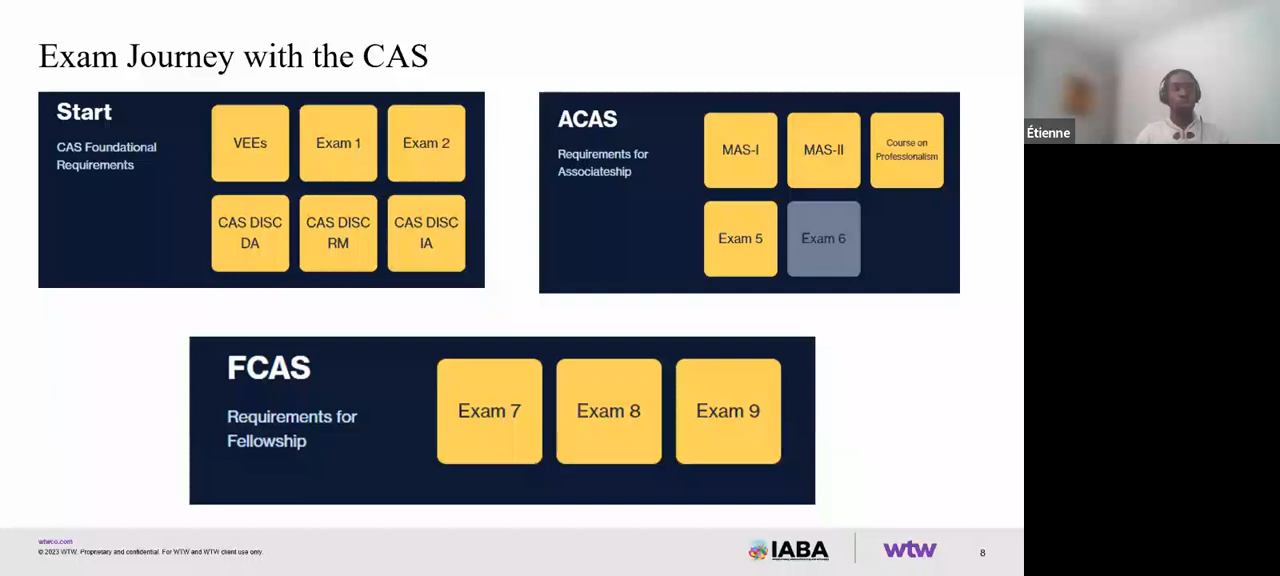 Exam Journey with the CAS
Start
CAS Foundational
Requirements
VEEs
Exam 1
Exam 2
CAS DISC
DA
CAS DISC
RM
CAS DISC
IA
ACAS
Requirements for
Associateship
MAS-I
MAS-II
Course on
Professionalism
Exam 5
Exam 6
FCAS
Requirements for
Fellowship
Exam 7
Exam 8
Exam 9
Étienne
wtwco.com
© 2023 WTW. Proprietary and confidential. For WTW and WTW client use only.
IABA
wtw
8